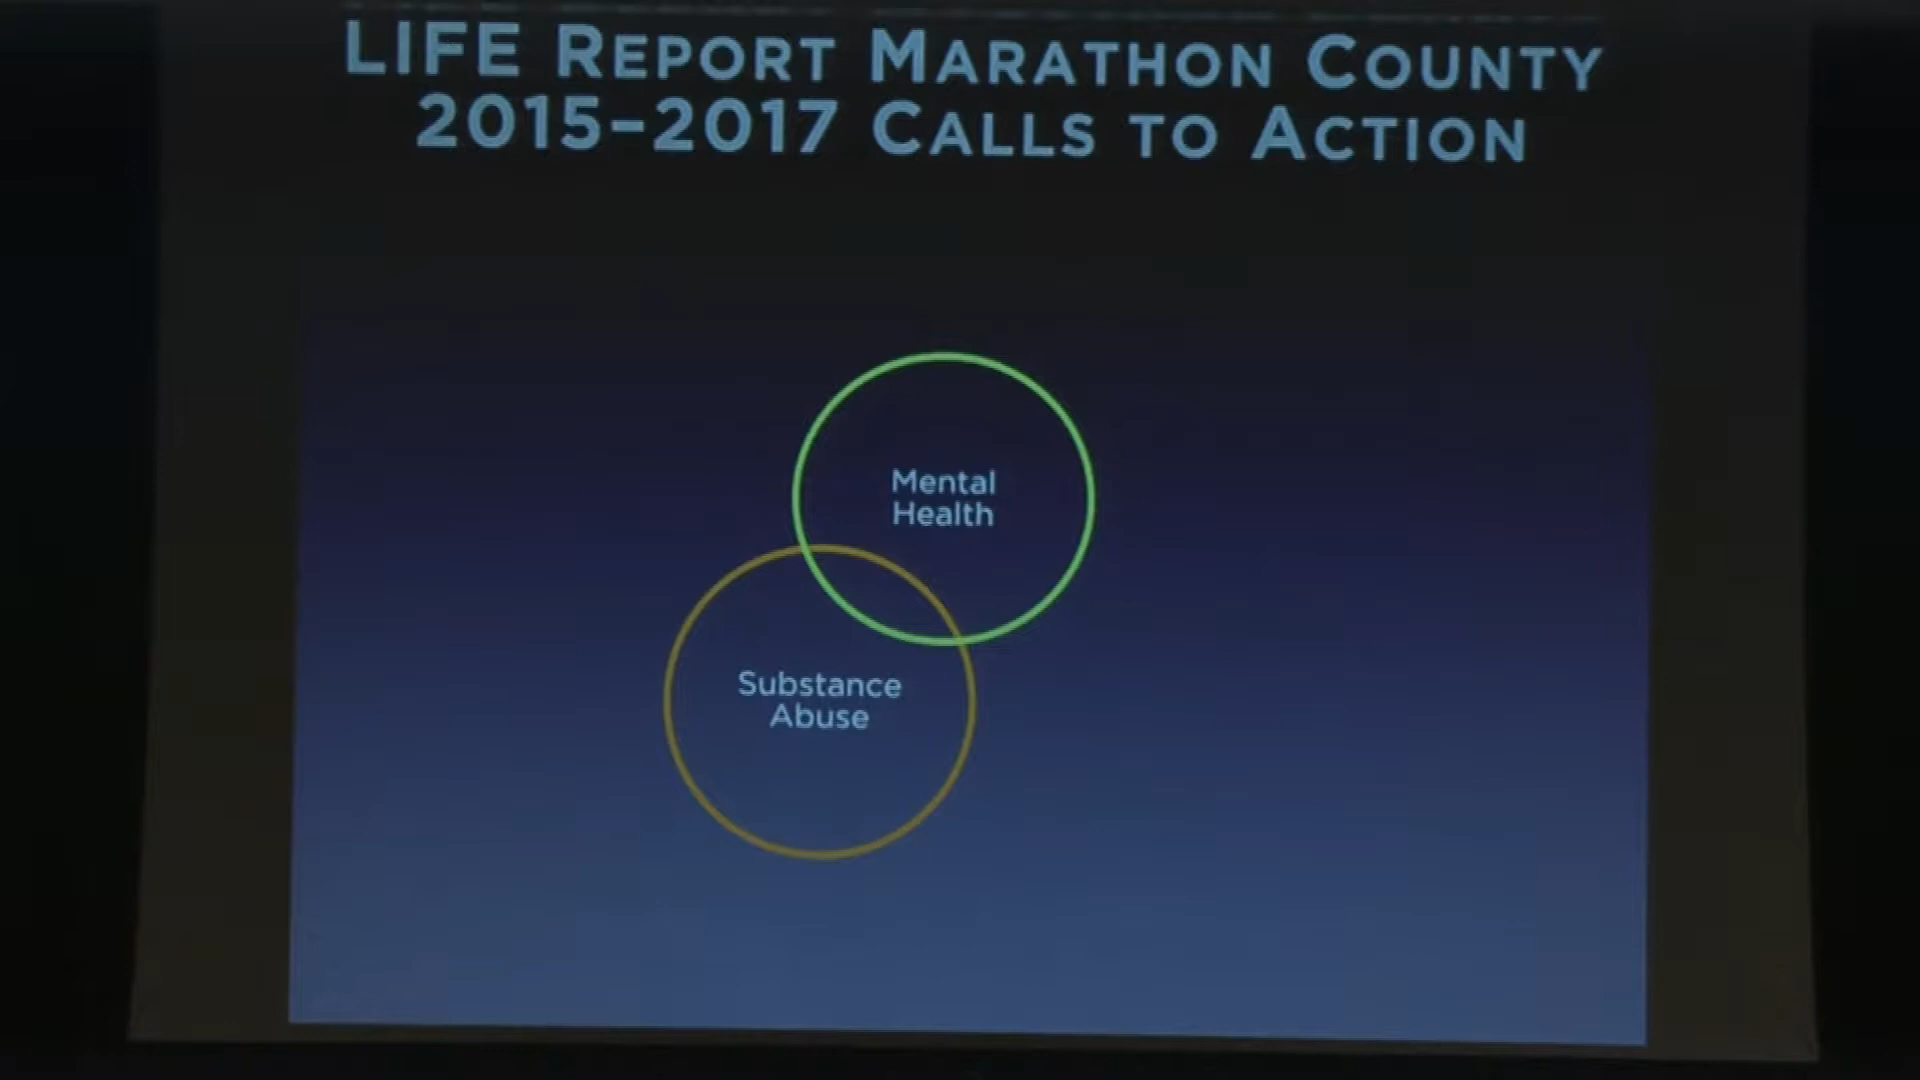 LIFE REPORT MARATHON COUNTY
2015–2017 CALLS TO ACTION
Mental
Health
Substance
Abuse